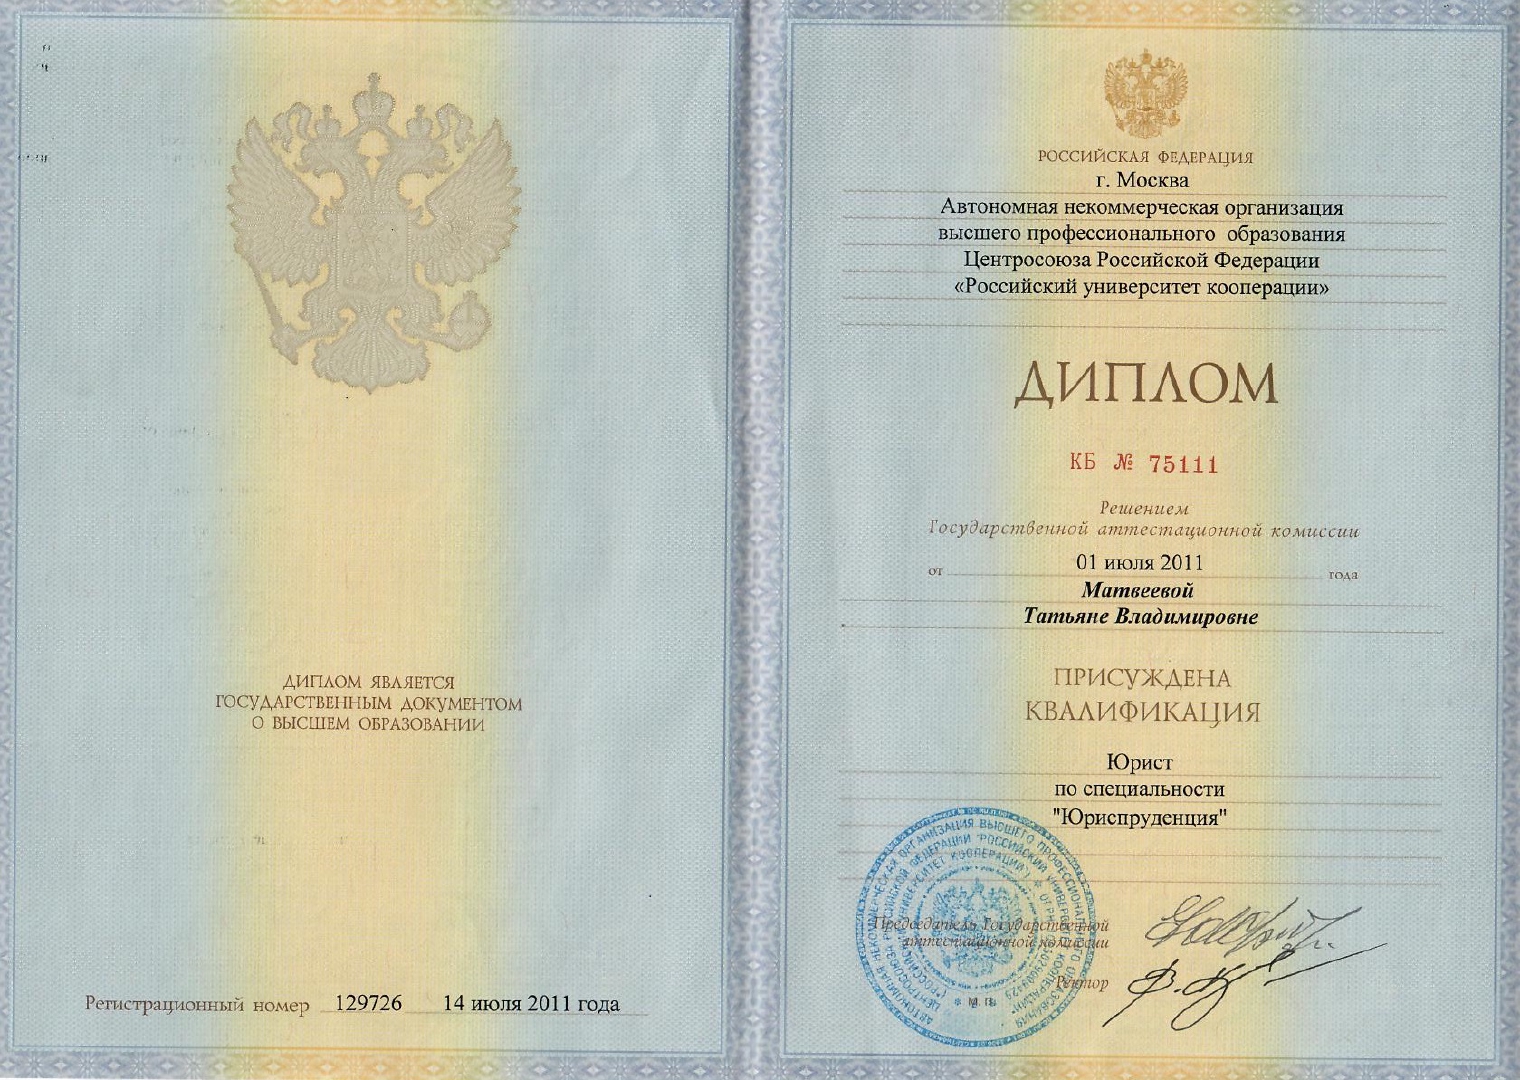 ДИПЛОМ ЯВЛЯЕТСЯ
ГОСУДАРСТВЕННЫМ ДОКУМЕНТОМ
О ВЫСШЕМ ОБРАЗОВАНИИ
Регистрационный номер 129726 14 июля 2011 года
РОССИЙСКАЯ ФЕДЕРАЦИЯ
г. Москва
Автономная некоммерческая организация
высшего профессионального образования
Центросоюза Российской Федерации
«Российский университет кооперации»
ДИПЛОМ
КБ № 75111
Решением
Государственной аттестационной комиссии
от 01 июля 2011 года
Матвеевой
Татьяне Владимировне
ПРИСУЖДЕНА
КВАЛИФИКАЦИЯ
Юрист
по специальности
"Юриспруденция"
Председатель Государственной
аттестационной комиссии
Ректор
М.П.